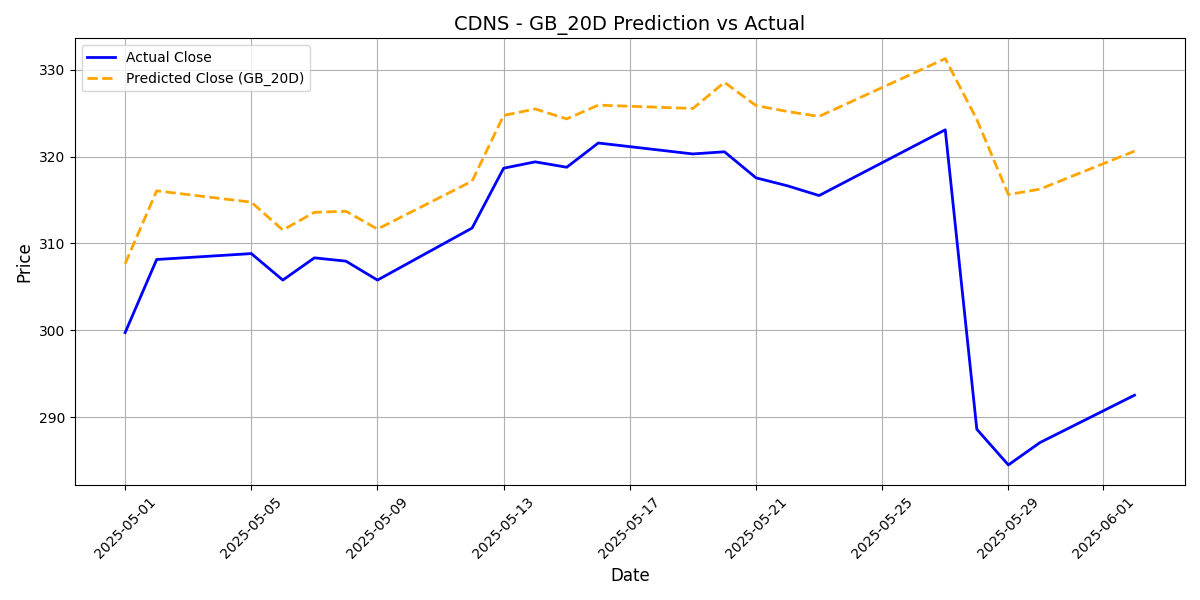 CDNS - GB_20D Prediction vs Actual
Actual Close
Predicted Close (GB_20D)
Price
330
320
310
300
290
2025-05-01
2025-05-05
2025-05-09
2025-05-13
2025-05-17
2025-05-21
2025-05-25
2025-05-29
2025-06-01
Date